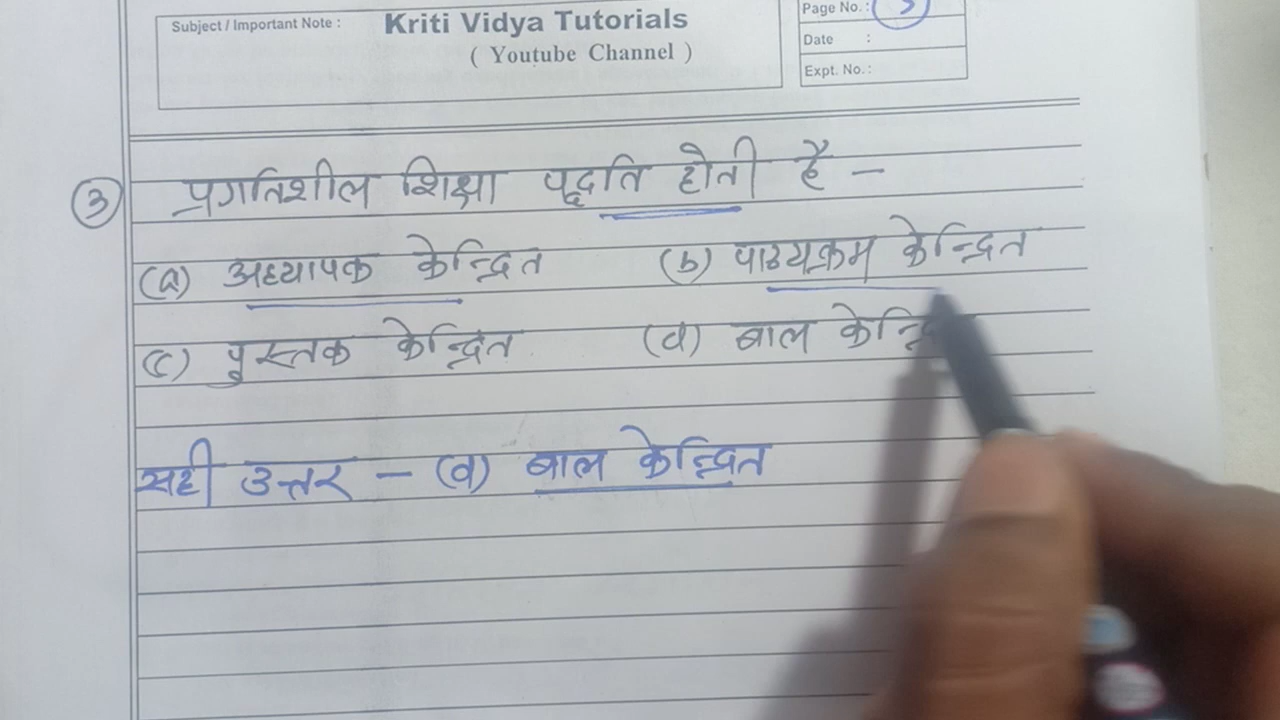 Subject / Important Note : Kriti Vidya Tutorials
( Youtube Channel )
Page No. : 3
Date :
Expt. No. :
③ प्रगतिशील शिक्षा पद्धति होती है –
(a) अध्यापक केन्द्रित (b) पाठ्यक्रम केन्द्रित
(c) पुस्तक केन्द्रित (d) बाल
सही उत्तर – (d) बाल केन्द्रित